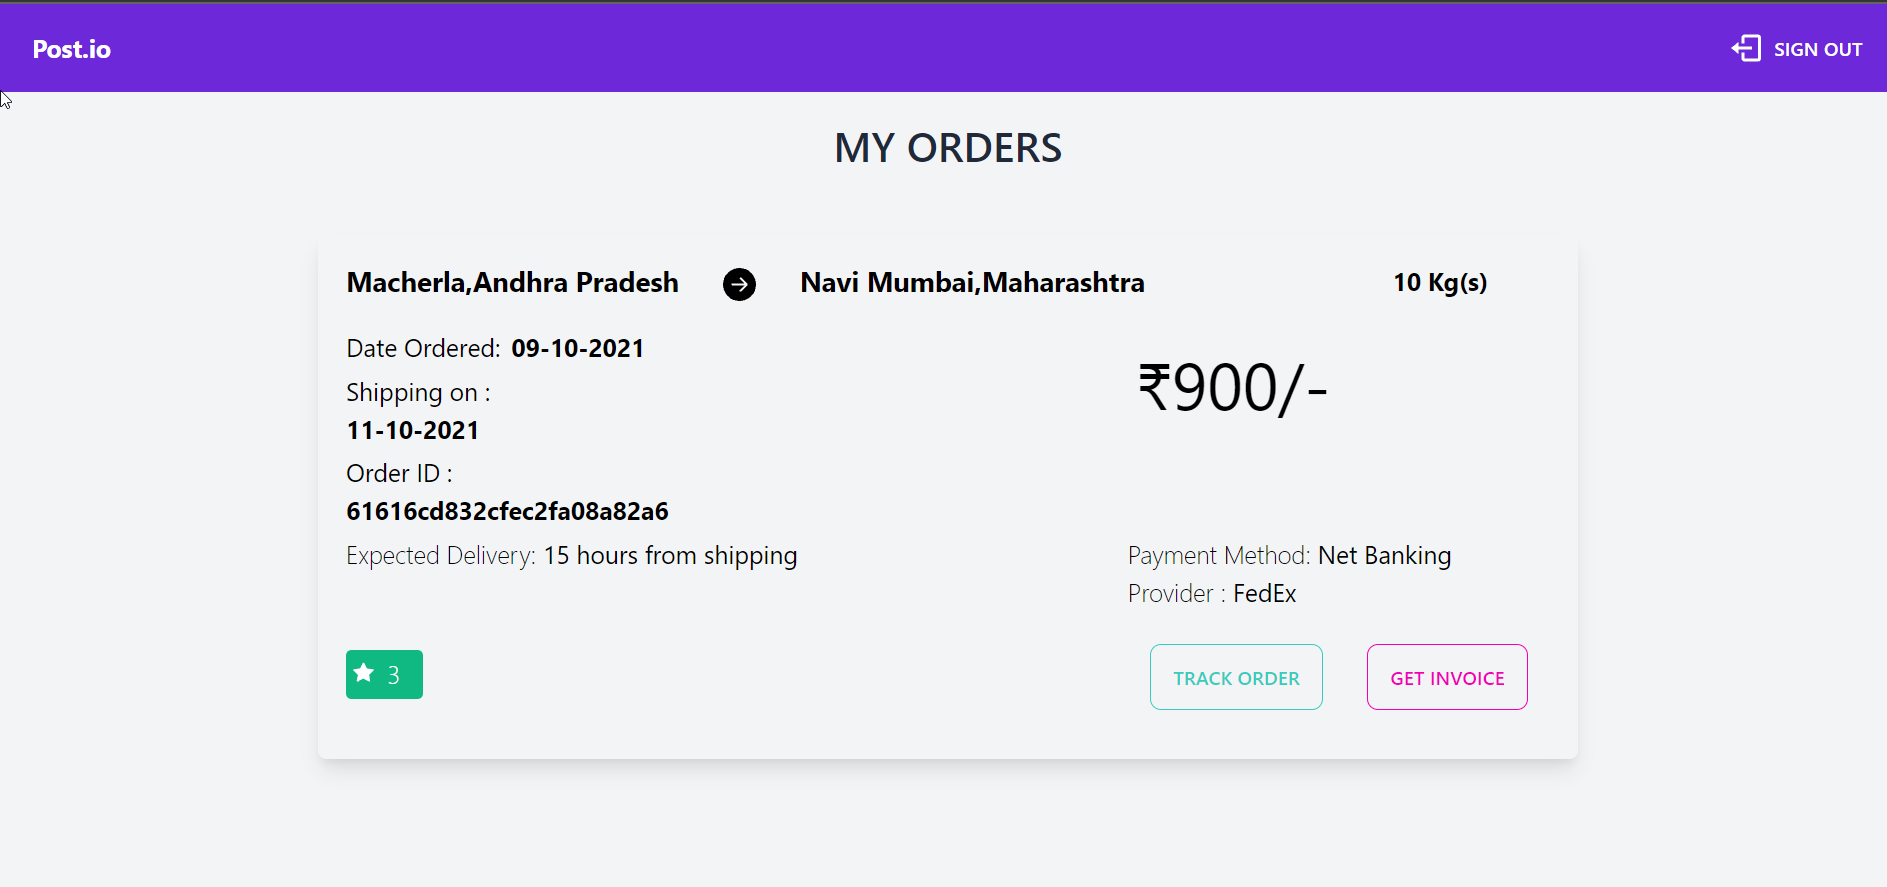 Post.io
SIGN OUT
MY ORDERS
Macherla,Andhra Pradesh
Navi Mumbai,Maharashtra
10 Kg(s)
Date Ordered: 09-10-2021
Shipping on :
11-10-2021
₹900/-
Order ID :
61616cd832cfec2fa08a82a6
Expected Delivery: 15 hours from shipping
Payment Method: Net Banking
Provider : FedEx
3
TRACK ORDER
GET INVOICE